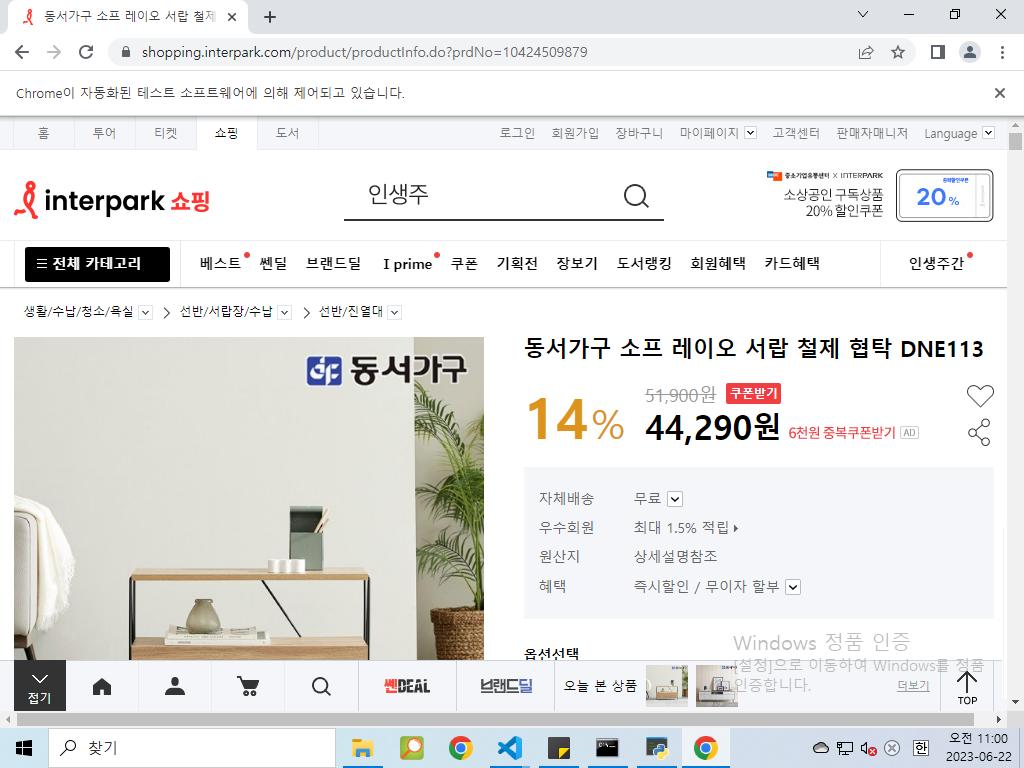 동서가구 소프 레이오 서랍 철제
shopping.interpark.com/product/productInfo.do?prdNo=10424509879
Chrome이 자동화된 테스트 소프트웨어에 의해 제어되고 있습니다.
홈 투어 티켓 쇼핑 도서 로그인 회원가입 장바구니 마이페이지 고객센터 판매자매니저 Language
interpark 쇼핑
인생주
중소기업유통센터 X INTERPARK
소상공인 구독상품
20% 할인쿠폰
20%
전체 카테고리 베스트 쎈딜 브랜드딜 I prime 쿠폰 기획전 장보기 도서랭킹 회원혜택 카드혜택 인생주간
생활/수납/청소/욕실 선반/서랍장/수납 선반/진열대
동서가구
동서가구 소프 레이오 서랍 철제 협탁 DNE113
14%
51,900원 쿠폰받기
44,290원 6천원 중복쿠폰받기 AD
자체배송 무료
우수회원 최대 1.5% 적립
원산지 상세설명참조
혜택 즉시할인 / 무이자 할부
옵션선택
Windows 정품 인증
[설정]으로 이동하여 Windows를 정품
인증합니다.
접기
쎈DEAL
브랜드딜
오늘 본 상품
더보기
TOP
찾기
한
오전 11:00
2023-06-22